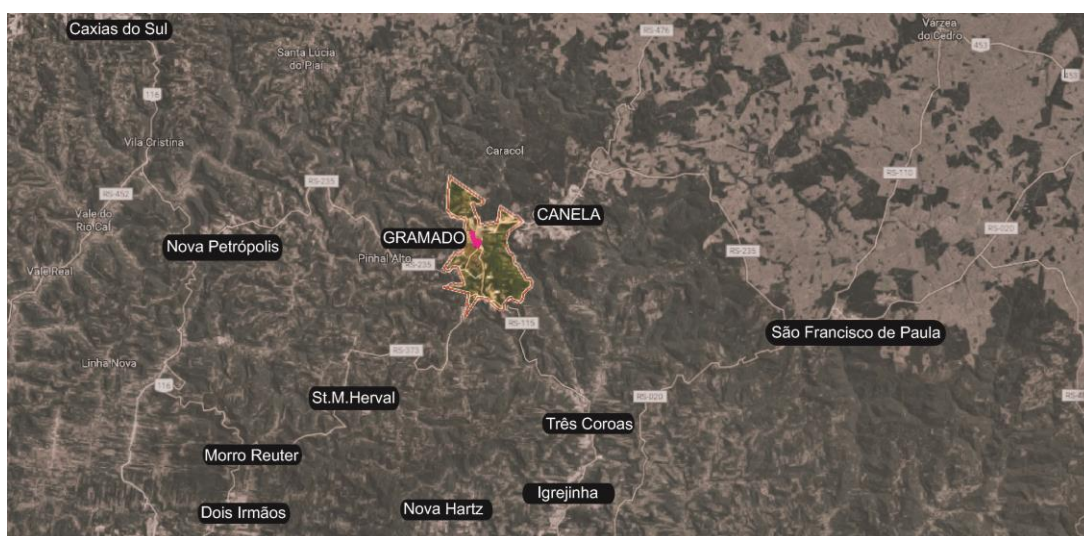 Caxias do Sul
Várzea
do Cedro
RS-476
453
453
Santa Lúcia
do Piaí
116
Vila Cristina
Caracol
RS-110
RS-235
RS-452
Vale do
Rio Caí
CANELA
RS-020
GRAMADO
Nova Petrópolis
RS-235
Pinhal Alto
RS-235
Vale Real
RS-115
São Francisco de Paula
RS-373
Linha Nova
116
St.M.Herval
RS-020
Três Coroas
Morro Reuter
Igrejinha
Nova Hartz
Dois Irmãos